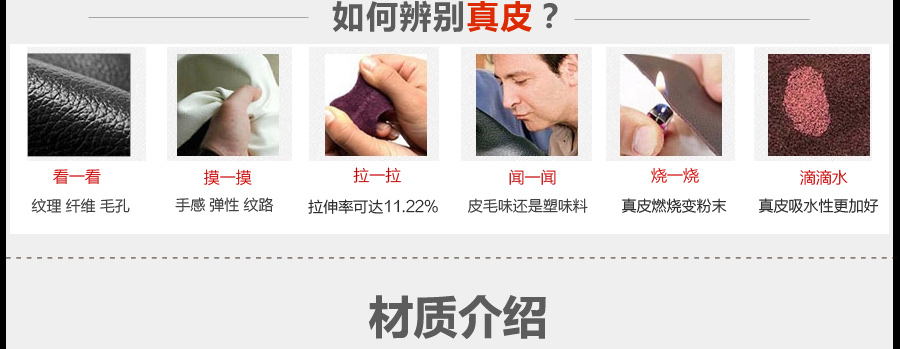 如何辨别真皮？
看一看
纹理 纤维 毛孔
摸一摸
手感 弹性 纹路
拉一拉
拉伸率可达11.22%
闻一闻
皮毛味还是塑味料
烧一烧
真皮燃烧变粉末
滴滴水
真皮吸水性更加好
材质介绍